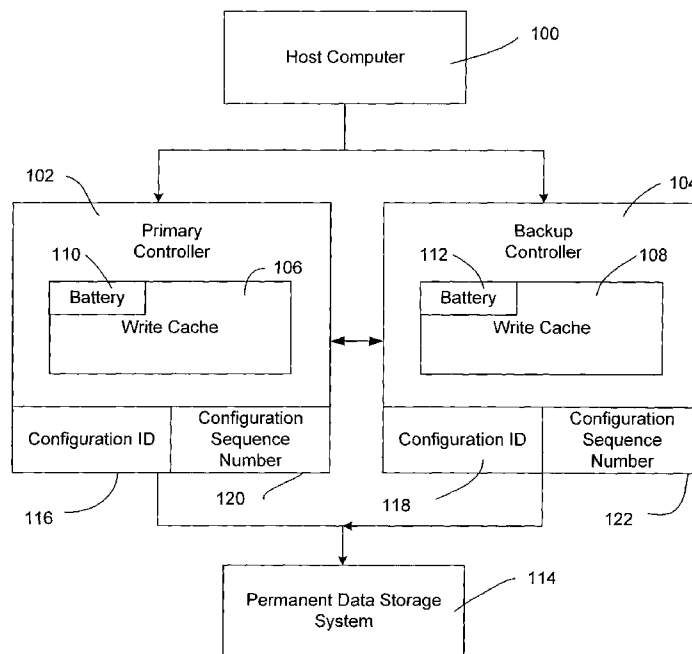 100
Host Computer
102
104
Primary
Controller
Backup
Controller
110
106
112
108
Battery
Write Cache
Battery
Write Cache
Configuration ID
Configuration
Sequence
Number
Configuration ID
Configuration
Sequence
Number
116
120
118
122
114
Permanent Data Storage
System